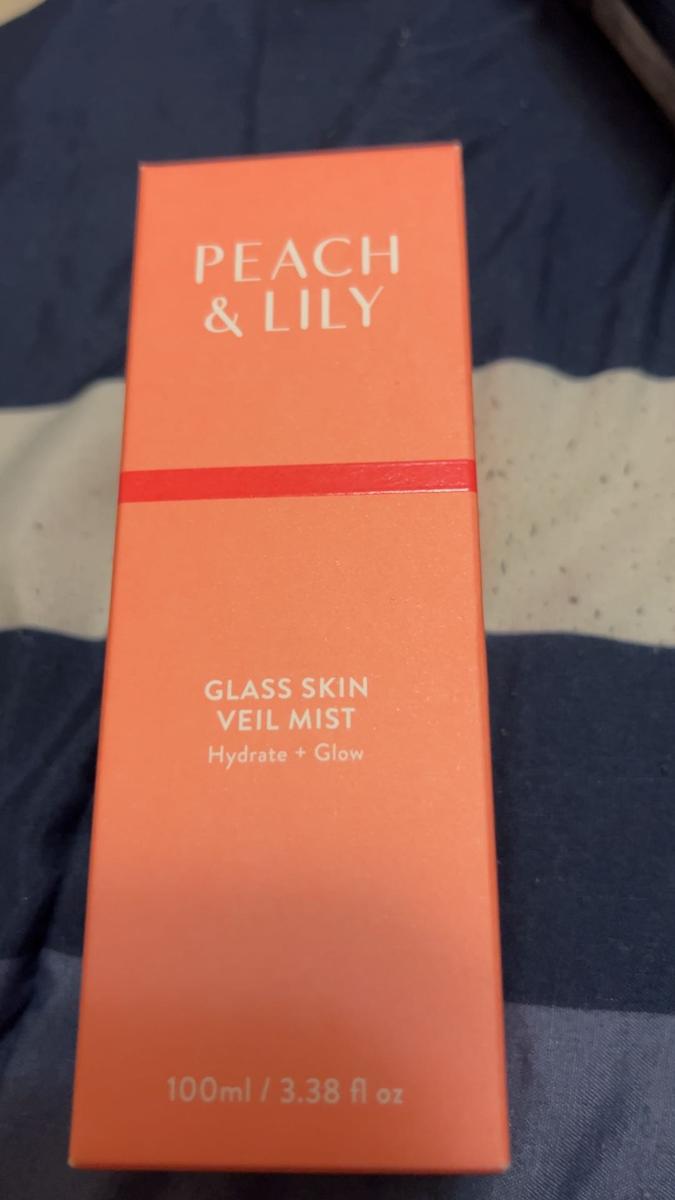 PEACH
& LILY
GLASS SKIN
VEIL MIST
Hydrate + Glow
100ml / 3.38 fl oz